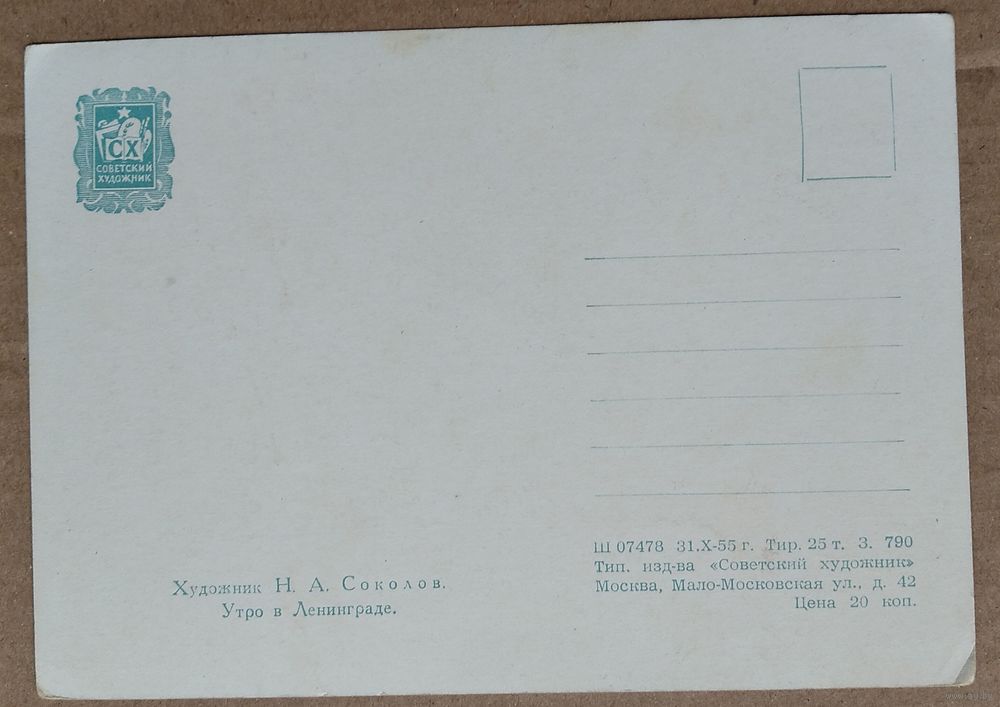 СХ
СОВЕТСКИЙ
ХУДОЖНИК
Художник Н. А. Соколов.
Утро в Ленинграде.
Ш 07478 31.X-55 г. Тир. 25 т. З. 790
Тип. изд-ва «Советский художник»
Москва, Мало-Московская ул., д. 42
Цена 20 коп.